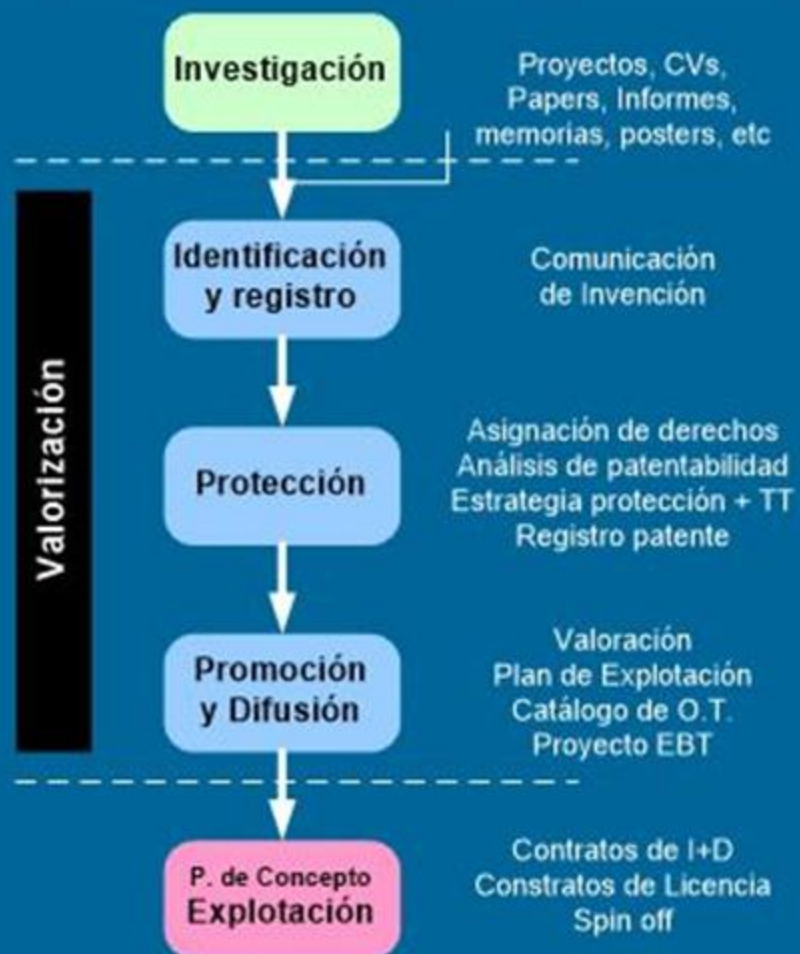 Investigación
Proyectos, CVs,
Papers, Informes,
memorias, posters, etc
Valorización
Identificación
y registro
Comunicación
de Invención
Protección
Asignación de derechos
Análisis de patentabilidad
Estrategia protección + TT
Registro patente
Promoción
y Difusión
Valoración
Plan de Explotación
Catálogo de O.T.
Proyecto EBT
P. de Concepto
Explotación
Contratos de I+D
Constratos de Licencia
Spin off